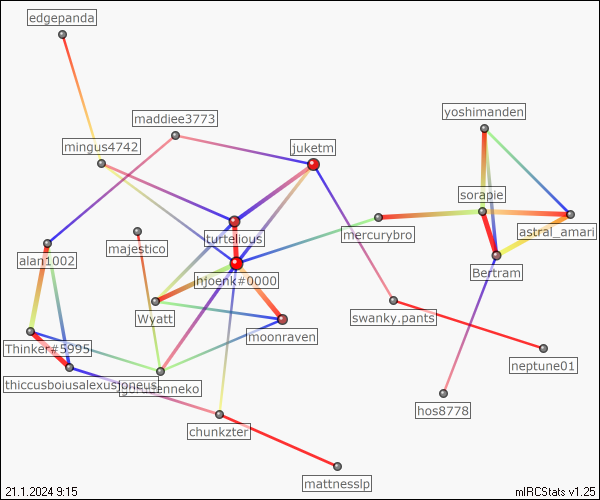 edgepanda
maddiee3773
yoshimanden
mingus4742
juketm
sorapie
turtelious
mercurybro
astral_amari
majestico
alan1002
Bertram
hjoenk#0000
Wyatt
swanky.pants
moonraven
Thinker#5995
neptune01
thiccusboiusalexusjoneus
hos8778
chunkzter
mattnesslp
21.1.2024 9:15
mIRCStats v1.25